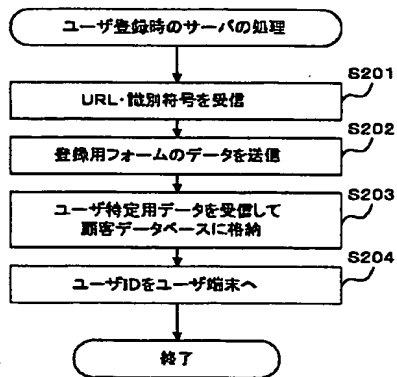 ユーザ登録時のサーバの処理
S201
URL・識別符号を受信
S202
登録用フォームのデータを送信
S203
ユーザ特定用データを受信して
顧客データベースに格納
S204
ユーザIDをユーザ端末へ
終了